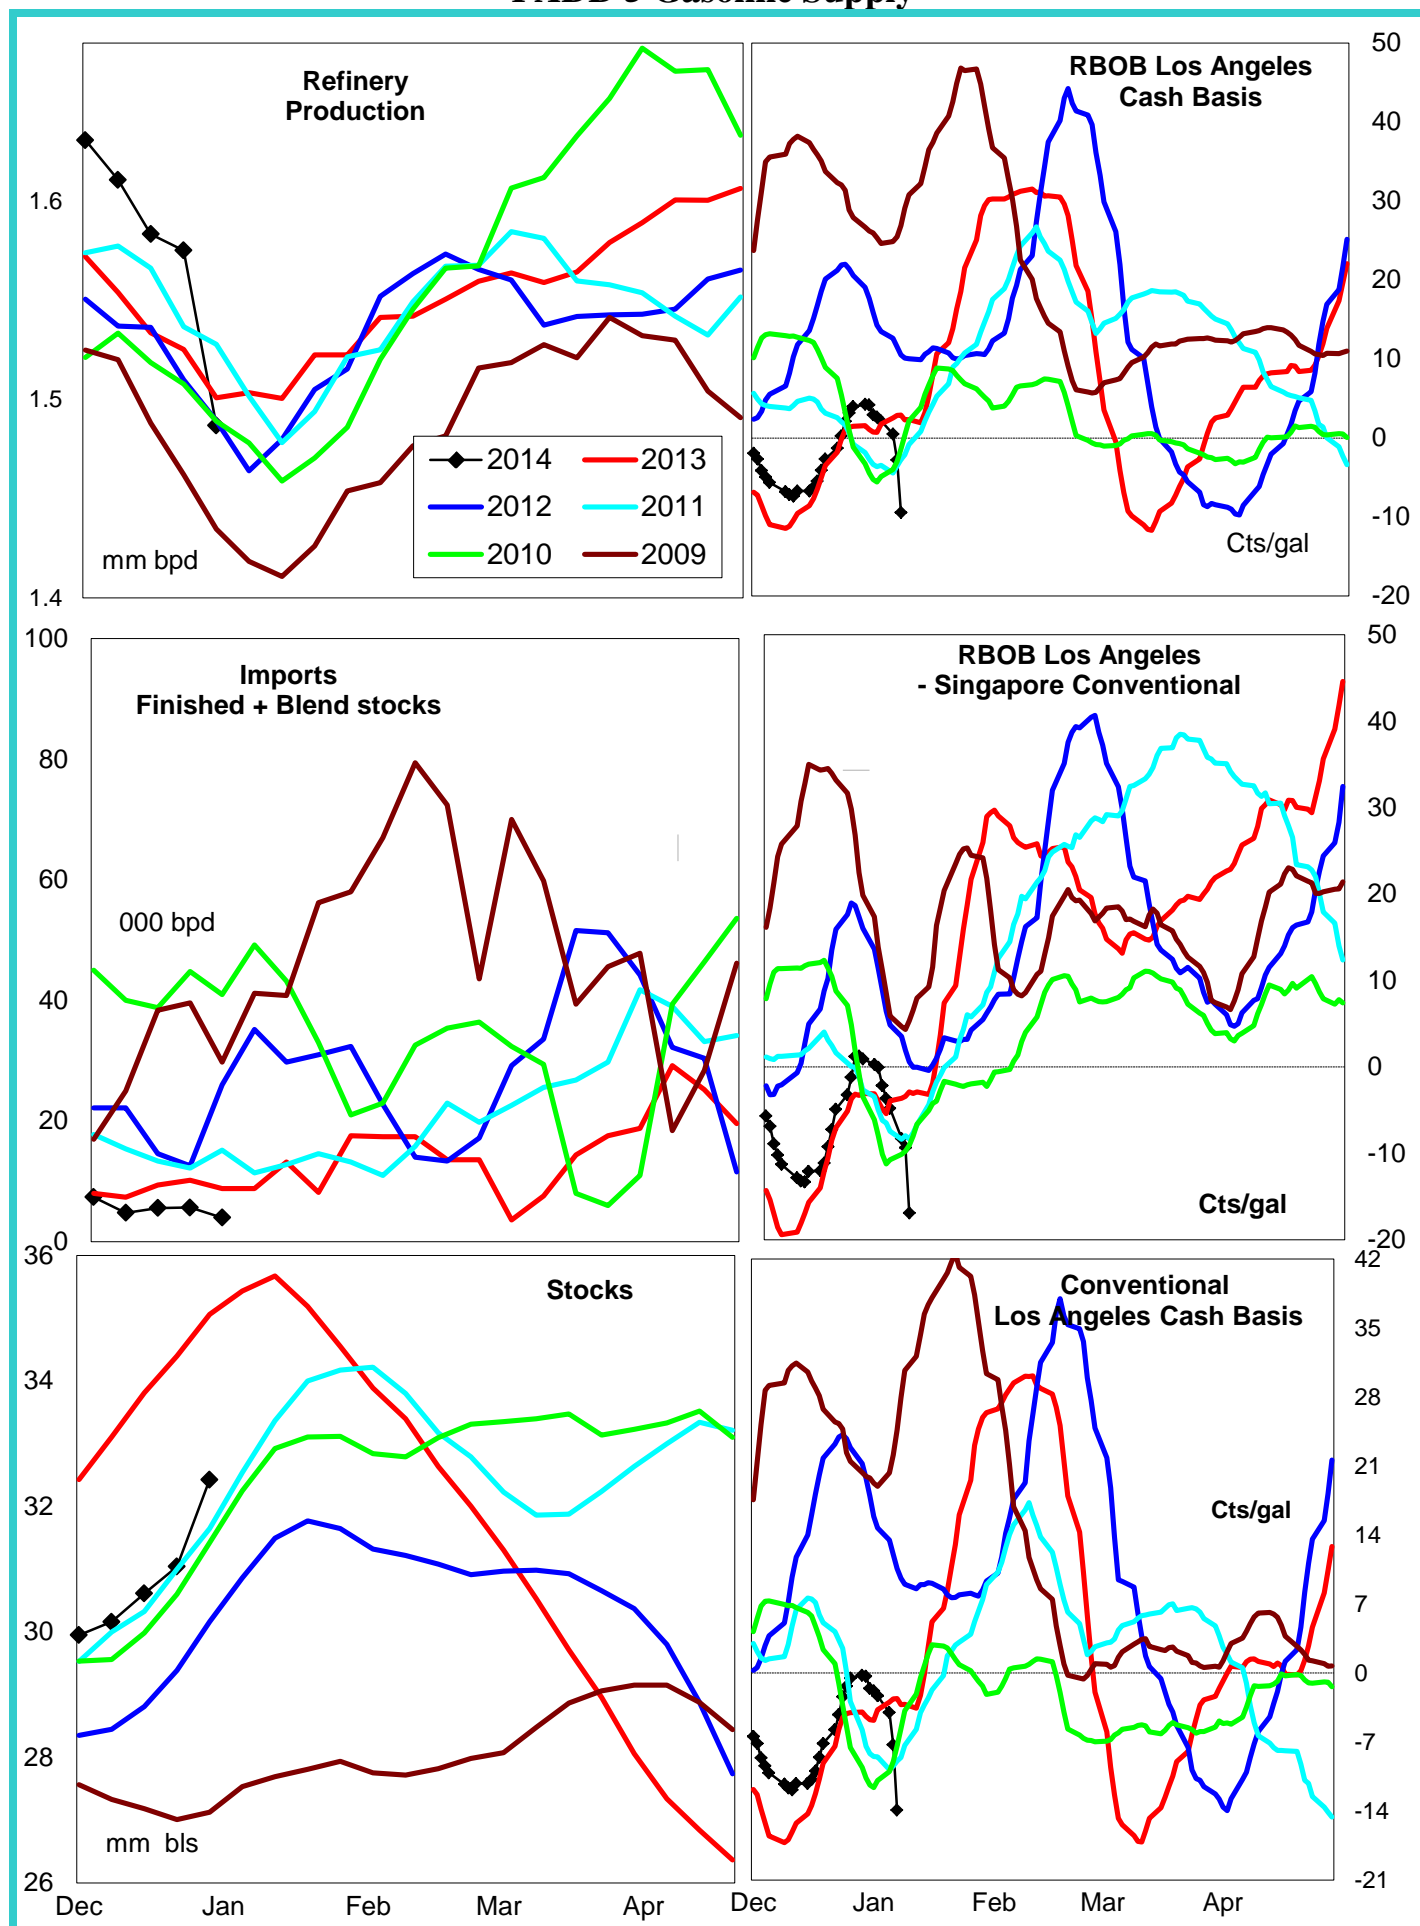 PADD 5 Gasoline Supply
Refinery
Production
1.6
1.5
1.4
mm bpd
2014
2013
2012
2011
2010
2009
RBOB Los Angeles
Cash Basis
50
40
30
20
10
0
-10
-20
Cts/gal
100
80
60
40
20
0
Imports
Finished + Blend stocks
000 bpd
RBOB Los Angeles
- Singapore Conventional
50
40
30
20
10
0
-10
-20
Cts/gal
36
34
32
30
28
26
Stocks
mm bls
Dec Jan Feb Mar Apr
Conventional
Los Angeles Cash Basis
42
35
28
21
14
7
0
-7
-14
-21
Cts/gal
Dec Jan Feb Mar Apr